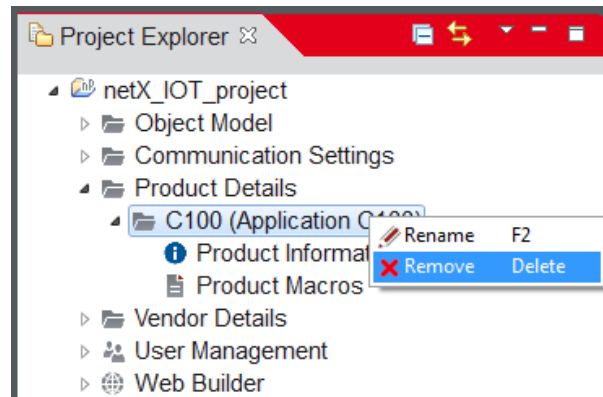 Project Explorer
netX_IOT_project
Object Model
Communication Settings
Product Details
C100 (Application C100)
Rename F2
Product Informat
Remove Delete
Product Macros
Vendor Details
User Management
Web Builder